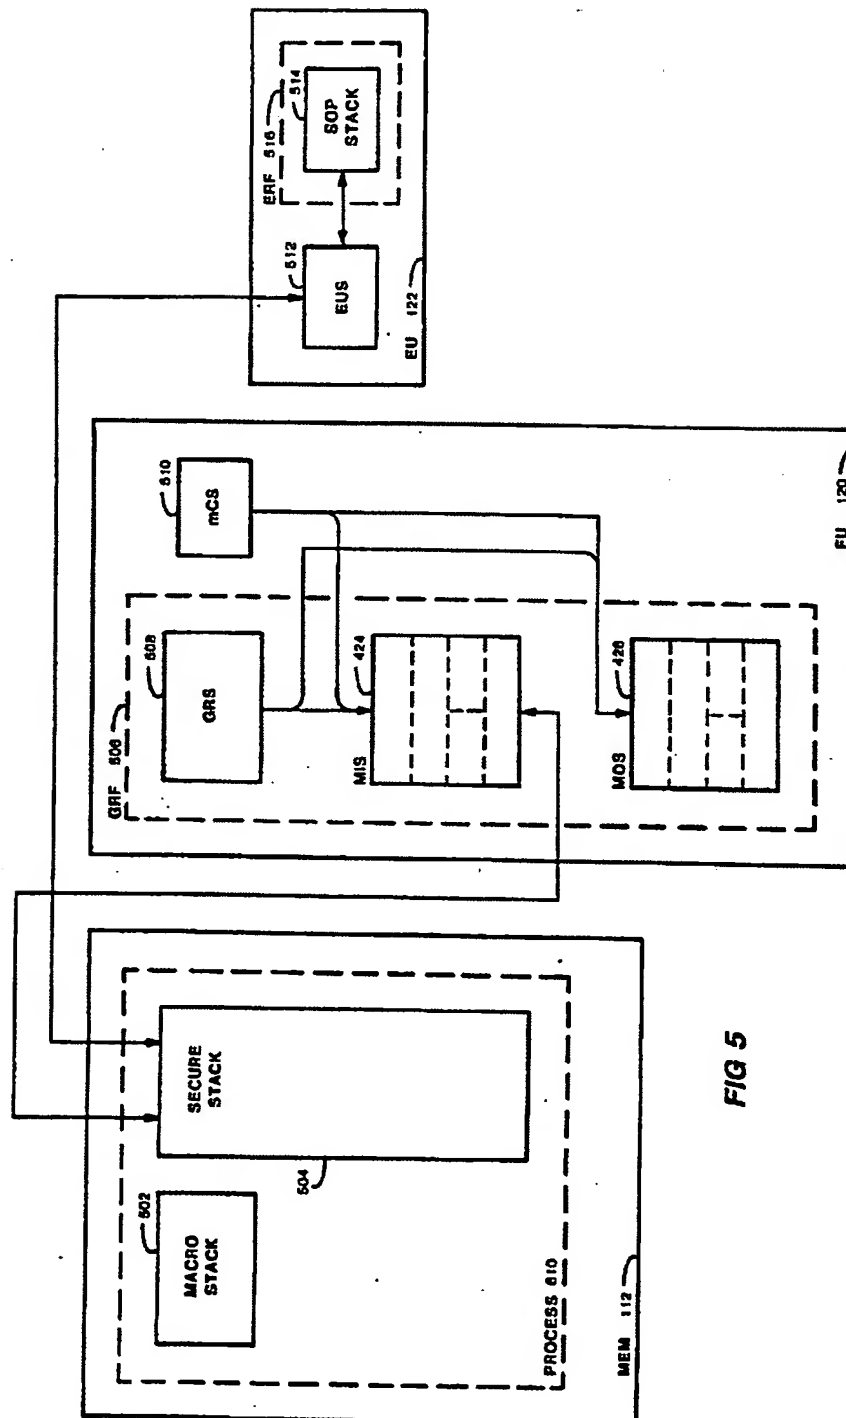 MEM 112
PROCESS 610
MACRO
STACK
502
SECURE
STACK
504
FU 120
GRF 506
GRS
508
mCS
510
MIS
424
MOS
426
EU 122
EUS
512
ERF 516
SOP
STACK
514
FIG 5